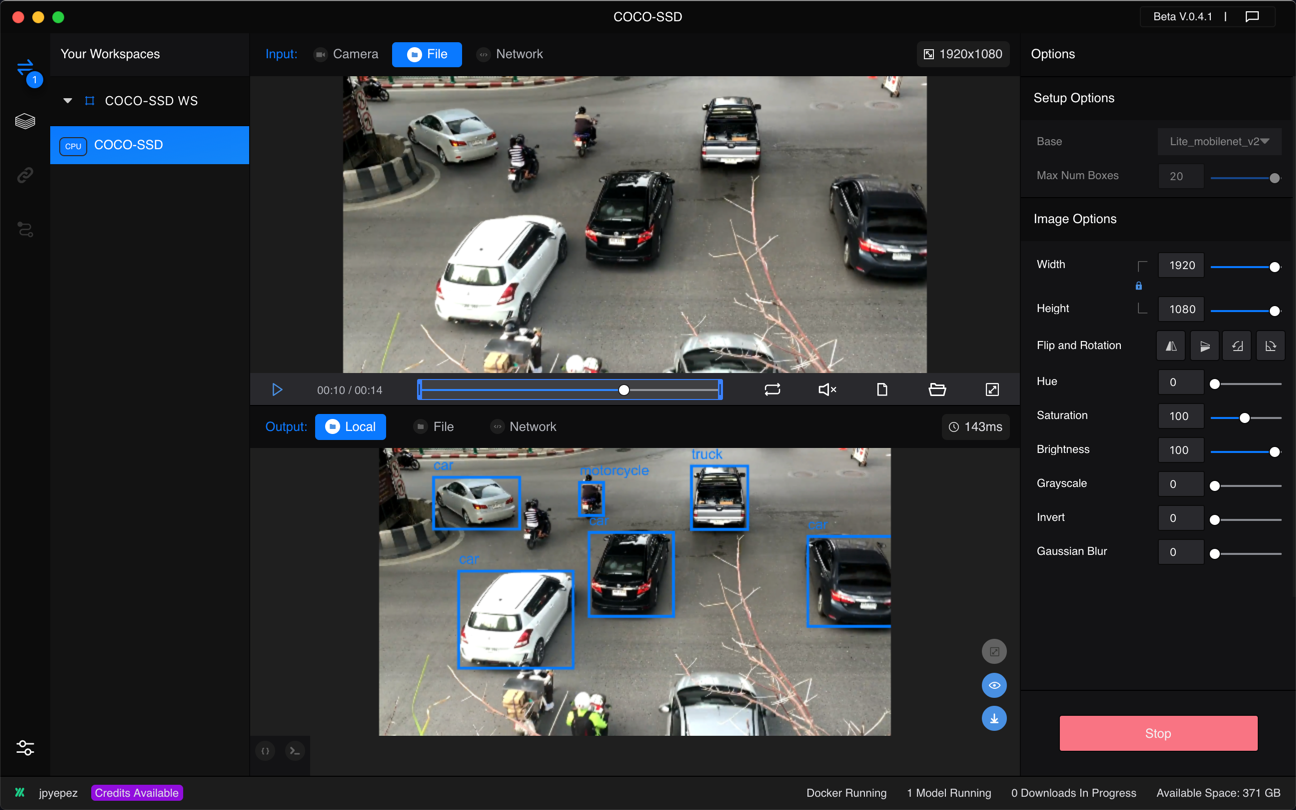 COCO-SSD
Beta V.0.4.1 |
Your Workspaces
1
COCO-SSD WS
CPU COCO-SSD
Input: Camera File Network 1920x1080
00:10 / 00:14
Output: Local File Network 143ms
car
motorcycle
truck
car
car
car
Options
Setup Options
Base Lite_mobilenet_v2
Max Num Boxes 20
Image Options
Width 1920
Height 1080
Flip and Rotation
Hue 0
Saturation 100
Brightness 100
Grayscale 0
Invert 0
Gaussian Blur 0
Stop
jpyepez Credits Available Docker Running 1 Model Running 0 Downloads In Progress Available Space: 371 GB